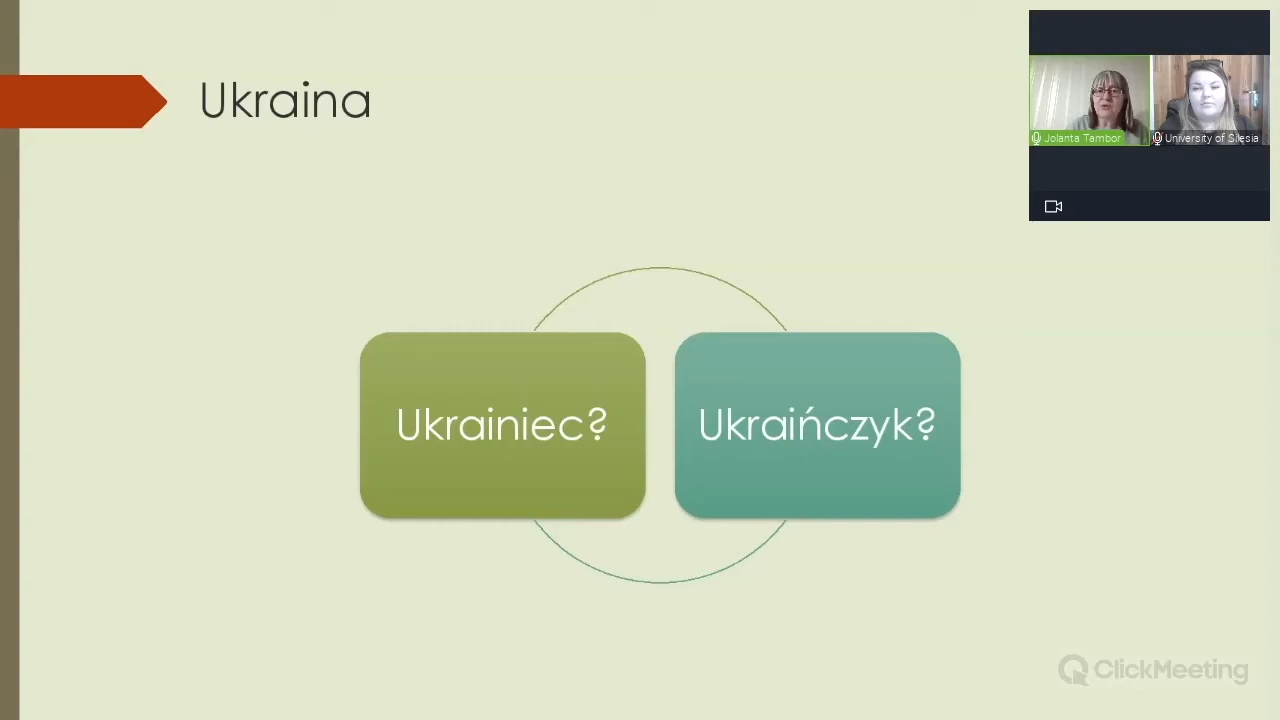 Ukraina
Jolanta Tambor
University of Silesia
Ukrainiec?
Ukraińczyk?
ClickMeeting